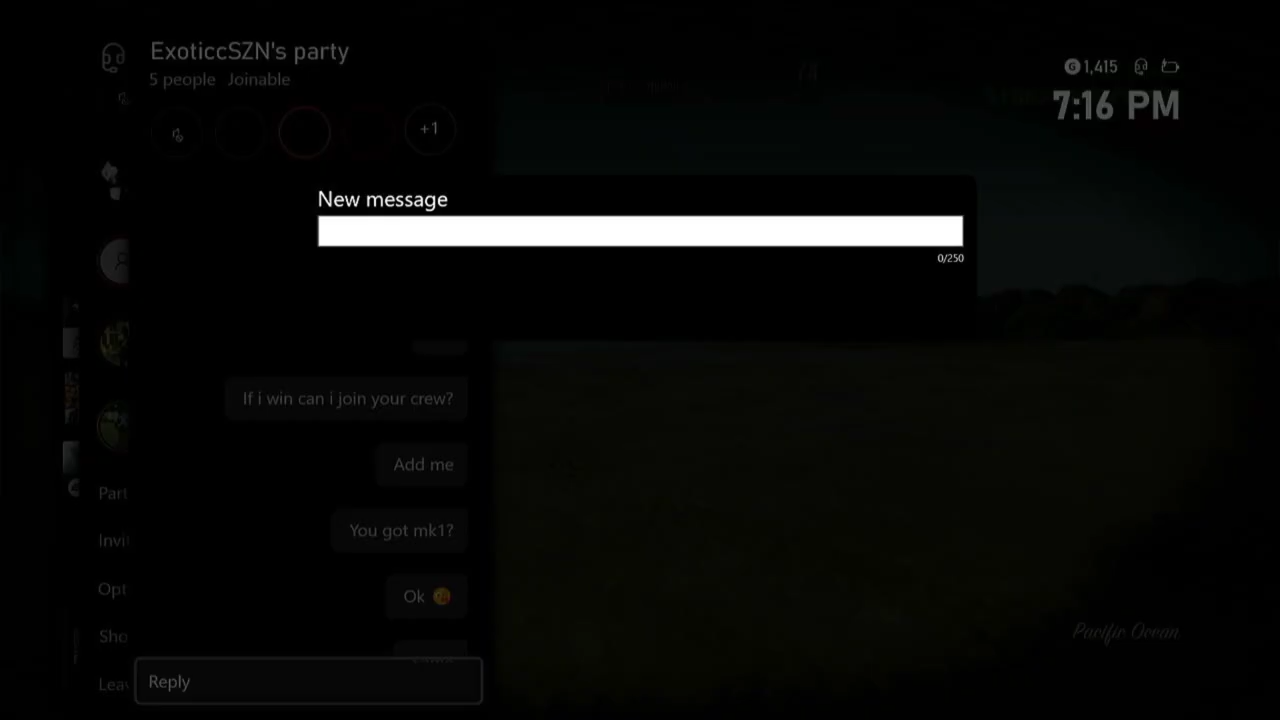 ExoticcSZN's party
5 people Joinable
+1
G 1,415
7:16 PM
New message
0/250
If i win can i join your crew?
Add me
You got mk1?
Ok 😘
Part
Invit
Opt
Sho
Leav
Reply
Pacific Ocean